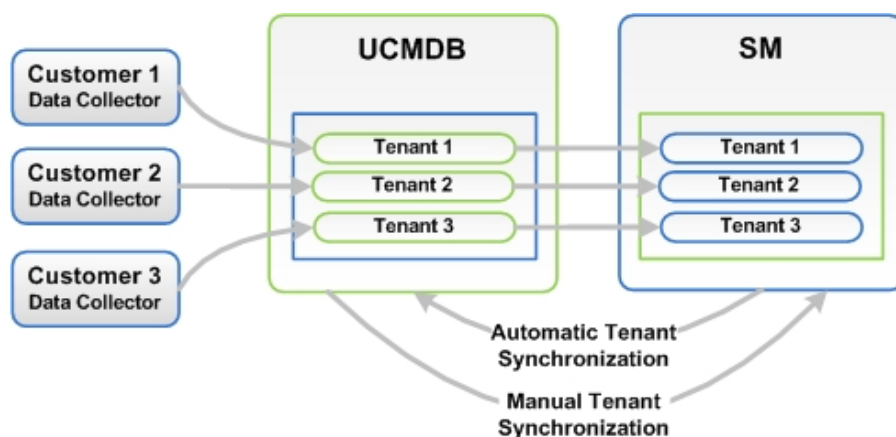 UCMDB
SM
Customer 1
Data Collector
Customer 2
Data Collector
Customer 3
Data Collector
Tenant 1
Tenant 2
Tenant 3
Tenant 1
Tenant 2
Tenant 3
Automatic Tenant
Synchronization
Manual Tenant
Synchronization